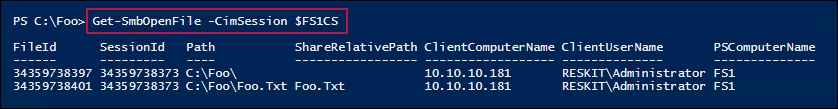 PS C:\Foo> Get-SmbOpenFile -CimSession $FS1CS
FileId SessionId Path ShareRelativePath ClientComputerName ClientUserName PSComputerName
------ --------- ---- ----------------- ------------------ -------------- --------------
34359738397 34359738373 C:\Foo\ 10.10.10.181 RESKIT\Administrator FS1
34359738401 34359738373 C:\Foo\Foo.Txt Foo.Txt 10.10.10.181 RESKIT\Administrator FS1